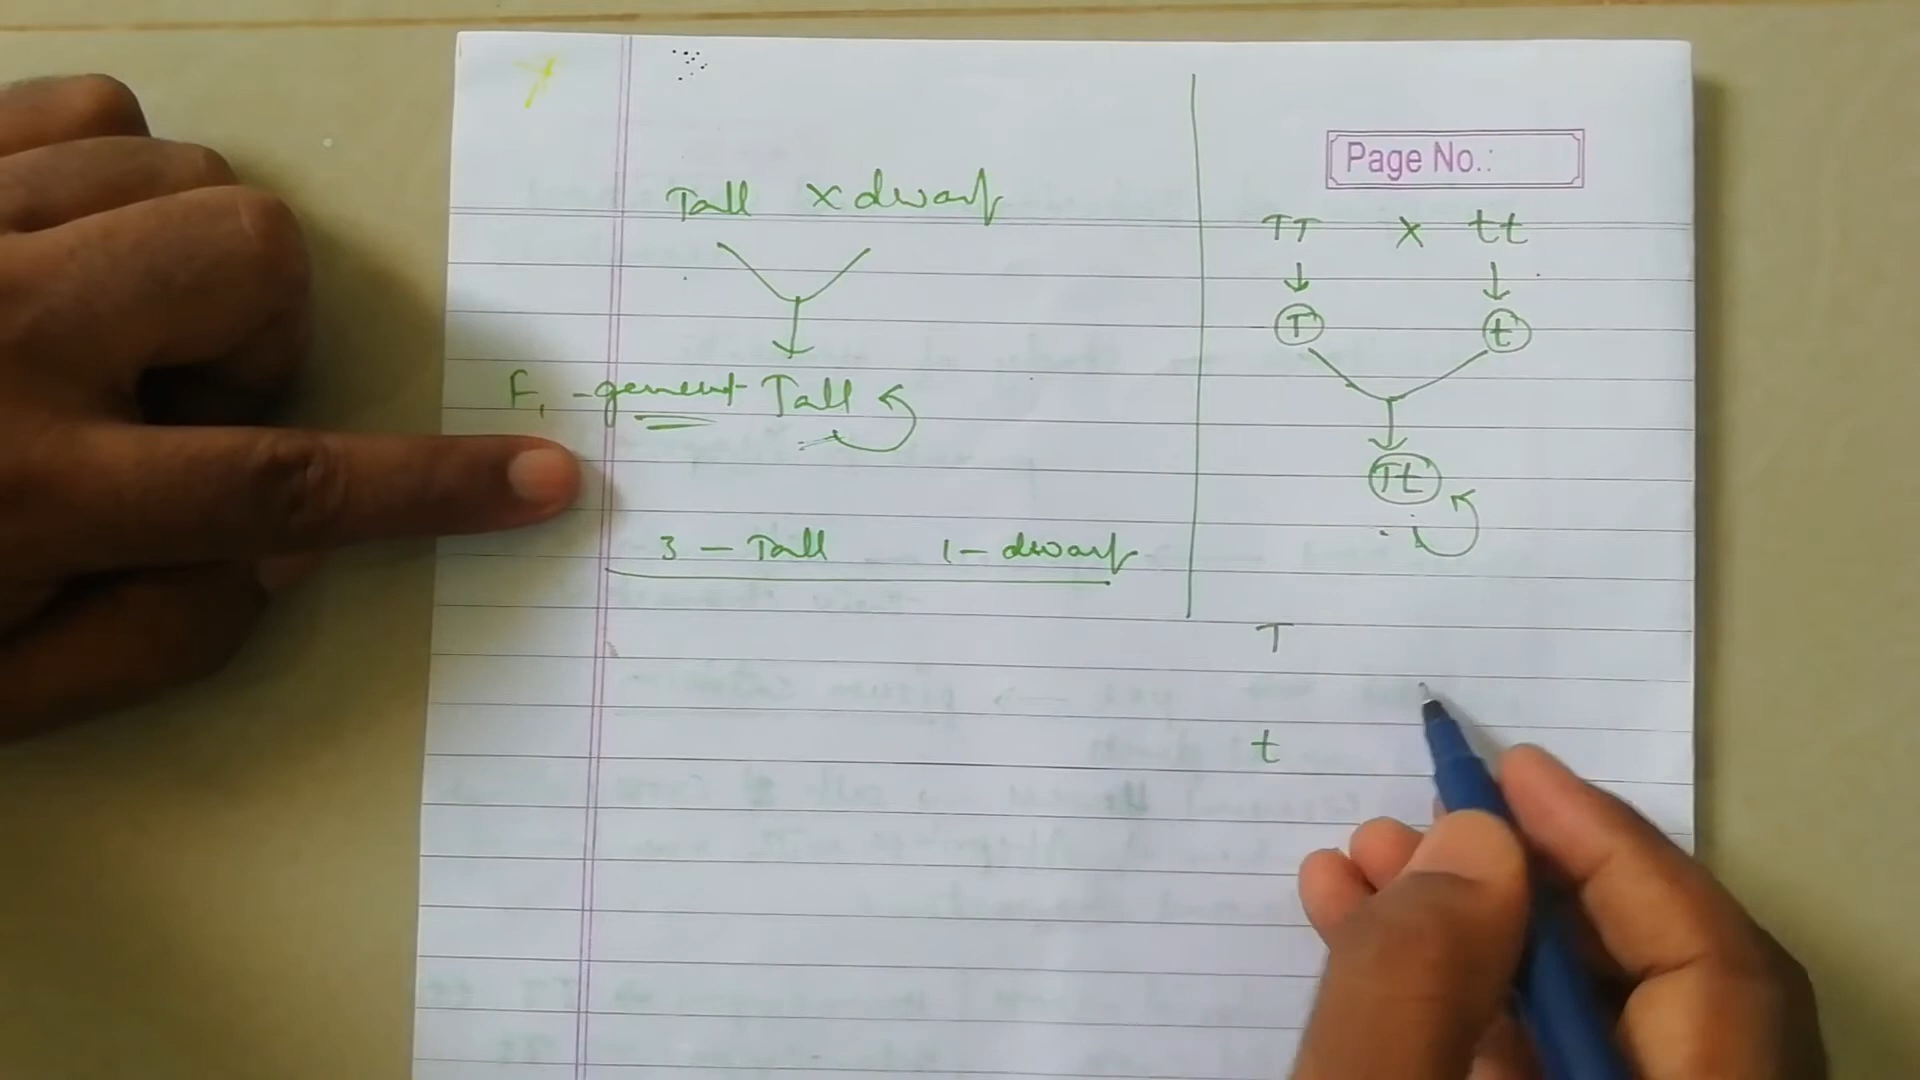 Page No.:
Tall x dwarf
F1 - generat Tall
3 - Tall 1 - dwarf
TT x tt
T t
Tt
T
t